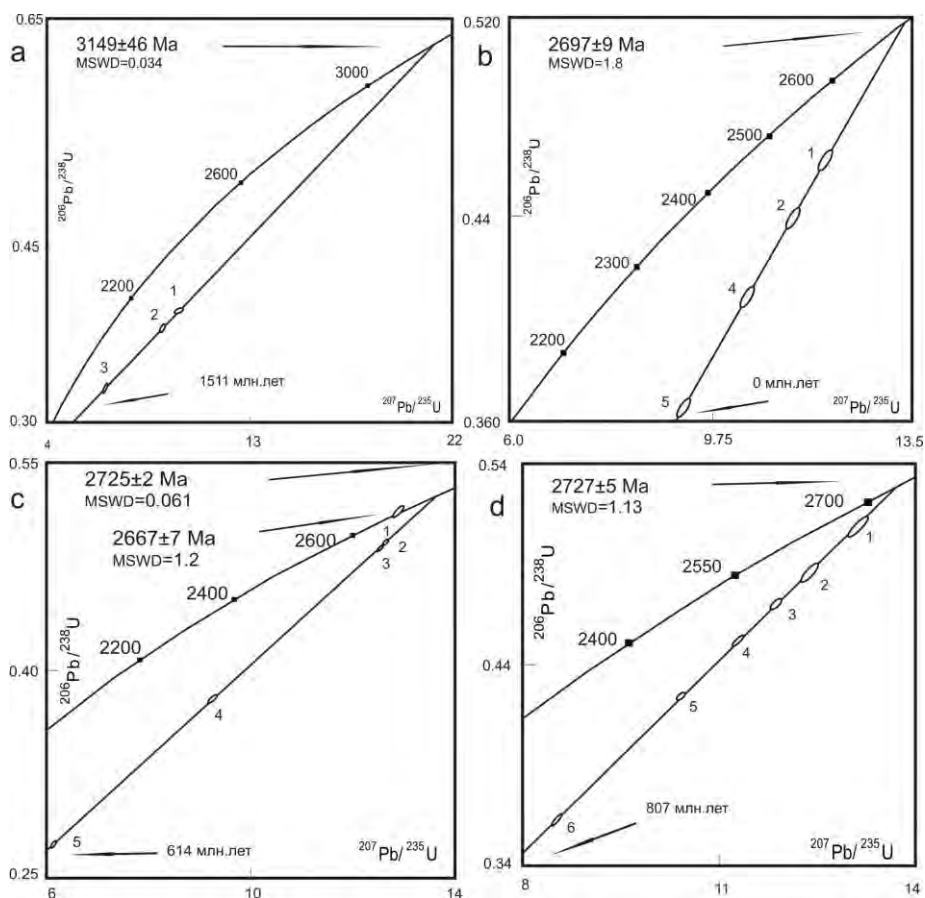 a
3149±46 Ma
MSWD=0.034
0.65
3000
2600
2200
²⁰⁶Pb/²³⁸U
0.45
1
2
3
1511 млн.лет
²⁰⁷Pb/²³⁵U
0.30
4
13
22
b
2697±9 Ma
MSWD=1.8
0.520
2600
2500
2400
2300
2200
²⁰⁶Pb/²³⁸U
0.44
1
2
4
5
0 млн.лет
²⁰⁷Pb/²³⁵U
0.360
6.0
9.75
13.5
c
2725±2 Ma
MSWD=0.061
2667±7 Ma
MSWD=1.2
0.55
2600
2400
2200
²⁰⁶Pb/²³⁸U
0.40
1
2
3
4
5
614 млн.лет
²⁰⁷Pb/²³⁵U
0.25
6
10
14
d
2727±5 Ma
MSWD=1.13
0.54
2700
2550
2400
²⁰⁶Pb/²³⁸U
0.44
1
2
3
4
5
6
807 млн.лет
²⁰⁷Pb/²³⁵U
0.34
8
11
14